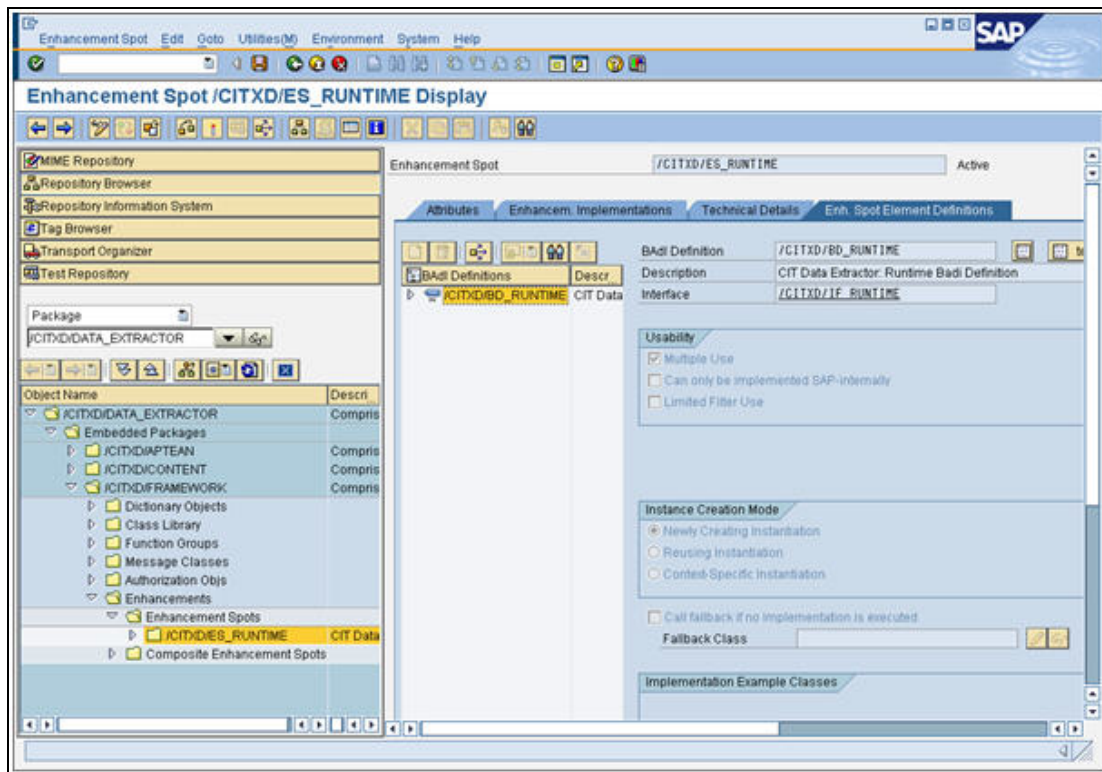 Enhancement Spot Edit Goto Utilities(M) Environment System Help
SAP
Enhancement Spot /CITXD/ES_RUNTIME Display
MIME Repository
Repository Browser
Repository Information System
Tag Browser
Transport Organizer
Test Repository
Package
/CITXD/DATA_EXTRACTOR
Object Name Descri
/CITXD/DATA_EXTRACTOR Compris
Embedded Packages
/CITXD/APTEAN Compris
/CITXD/CONTENT Compris
/CITXD/FRAMEWORK Compris
Dictionary Objects
Class Library
Function Groups
Message Classes
Authorization Objs
Enhancements
Enhancement Spots
/CITXD/ES_RUNTIME CIT Data
Composite Enhancement Spots
Enhancement Spot /CITXD/ES_RUNTIME Active
Attributes Enhancem. Implementations Technical Details Enh. Spot Element Definitions
BAdI Definitions Descr
/CITXD/BD_RUNTIME CIT Data
BAdI Definition /CITXD/BD_RUNTIME
Description CIT Data Extractor: Runtime Badi Definition
Interface /CITXD/IF_RUNTIME
Usability
Multiple Use
Can only be implemented SAP-internally
Limited Filter Use
Instance Creation Mode
Newly Creating Instantiation
Reusing Instantiation
Context-Specific Instantiation
Call fallback if no implementation is executed
Fallback Class
Implementation Example Classes